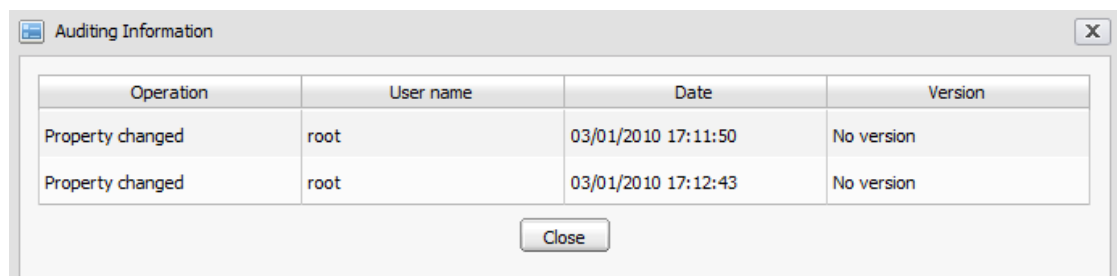 Auditing Information
X
Operation User name Date Version
Property changed root 03/01/2010 17:11:50 No version
Property changed root 03/01/2010 17:12:43 No version
Close